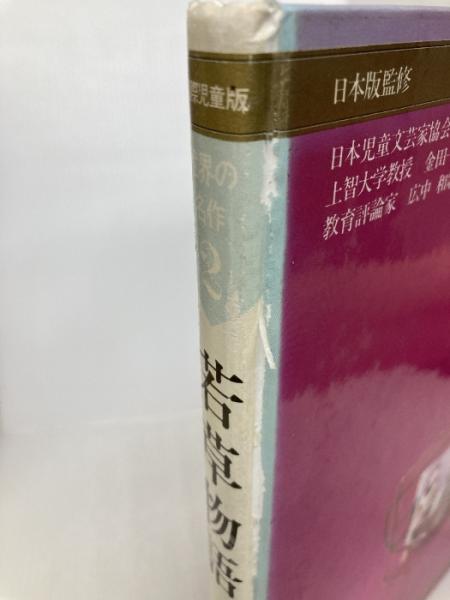 際児童版
世界の
名作
2
若草物語
日本版監修
日本児童文芸家協会
上智大学教授 金田一
教育評論家 広中 和